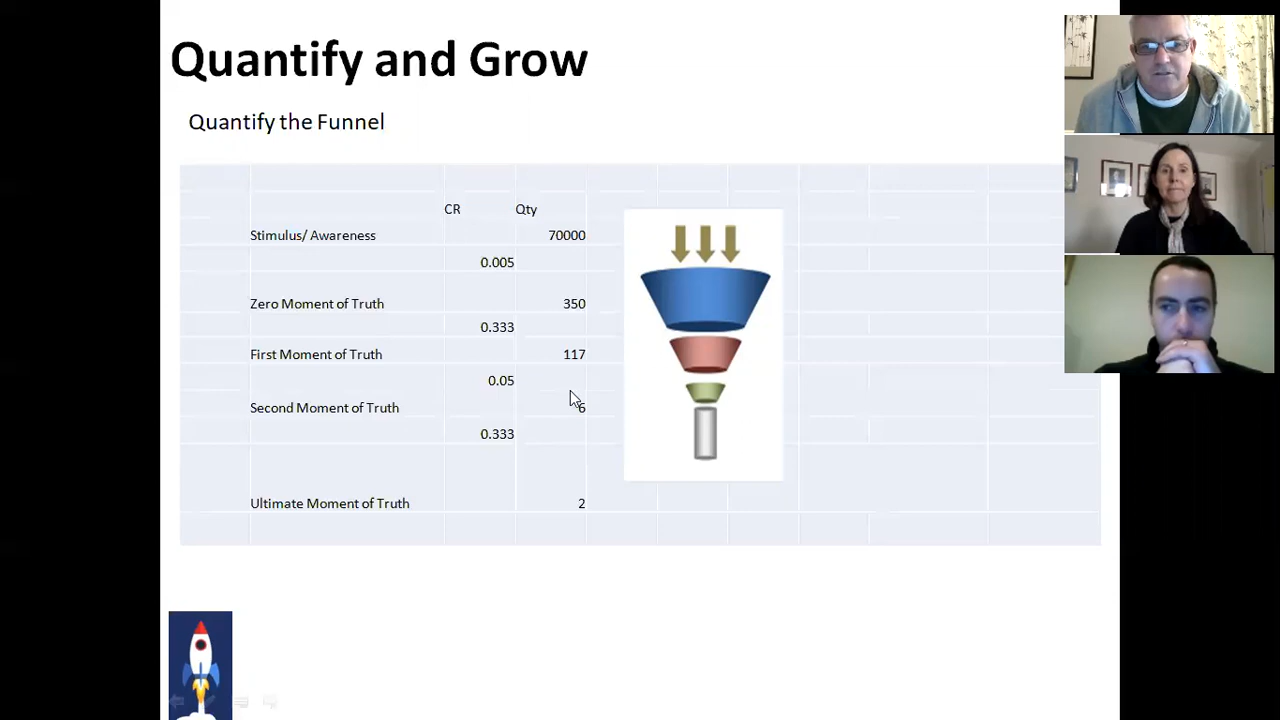 Quantify and Grow
Quantify the Funnel
CR Qty
Stimulus/ Awareness 70000
0.005
Zero Moment of Truth 350
0.333
First Moment of Truth 117
0.05
Second Moment of Truth 6
0.333
Ultimate Moment of Truth 2